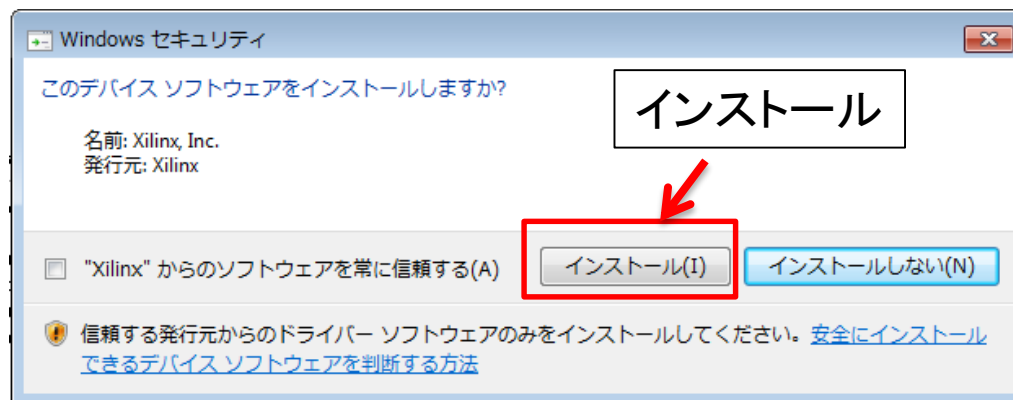 Windows セキュリティ
このデバイス ソフトウェアをインストールしますか?
インストール
名前: Xilinx, Inc.
発行元: Xilinx
"Xilinx" からのソフトウェアを常に信頼する(A)
インストール(I)
インストールしない(N)
信頼する発行元からのドライバー ソフトウェアのみをインストールしてください。安全にインストール
できるデバイス ソフトウェアを判断する方法